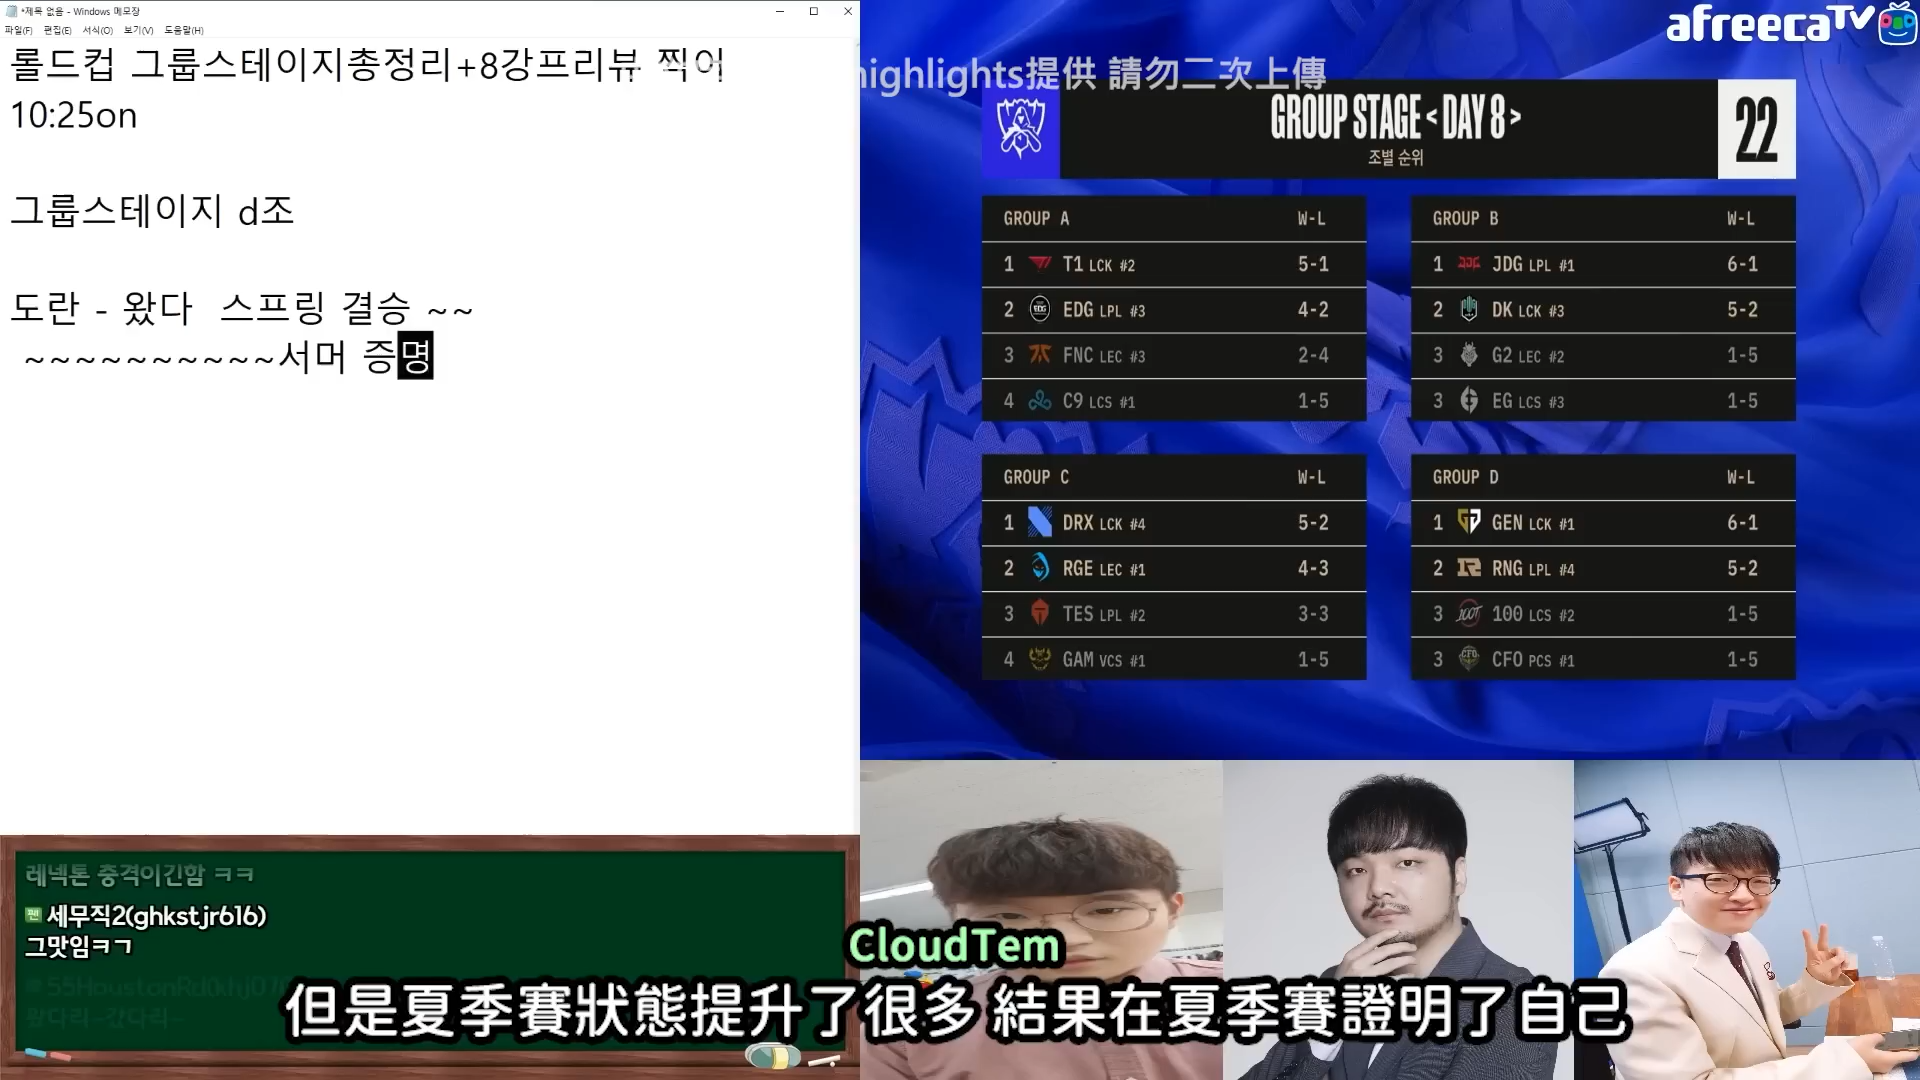 *제목 없음 - Windows 메모장
파일(F) 편집(E) 서식(O) 보기(V) 도움말(H)
롤드컵 그룹스테이지총정리+8강프리뷰 찍이
10:25on
그룹스테이지 d조
도란 - 왔다 스프링 결승 ~~
~~~~~~~~~~서머 증명
afreecaTV
highlights提供 請勿二次上傳
GROUP STAGE < DAY 8 >
조별 순위
22
GROUP A W-L
1 T1 LCK #2 5-1
2 EDG LPL #3 4-2
3 FNC LEC #3 2-4
4 C9 LCS #1 1-5
GROUP B W-L
1 JDG LPL #1 6-1
2 DK LCK #3 5-2
3 G2 LEC #2 1-5
3 EG LCS #3 1-5
GROUP C W-L
1 DRX LCK #4 5-2
2 RGE LEC #1 4-3
3 TES LPL #2 3-3
4 GAM VCS #1 1-5
GROUP D W-L
1 GEN LCK #1 6-1
2 RNG LPL #4 5-2
3 100 LCS #2 1-5
3 CFO PCS #1 1-5
레넥톤 충격이긴함 ㅋㅋ
팬 세무직2(ghkstjr616)
그맛임ㅋㄱ
CloudTem
但是夏季賽狀態提升了很多 結果在夏季賽證明了自己